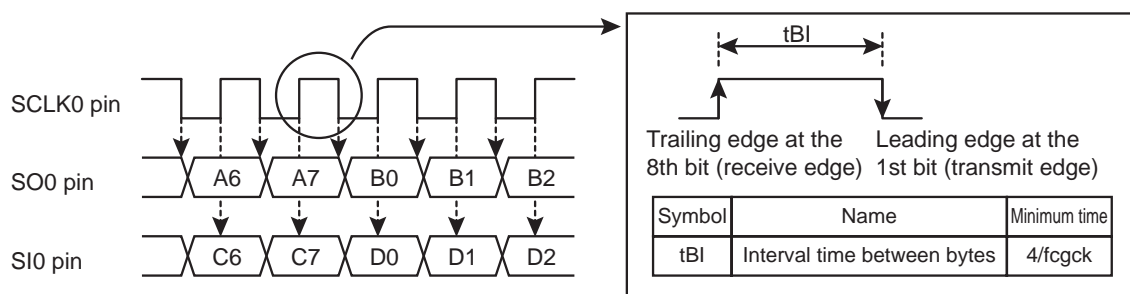 SCLK0 pin
SO0 pin
A6 A7 B0 B1 B2
SI0 pin
C6 C7 D0 D1 D2
tBI
Trailing edge at the
8th bit (receive edge)
Leading edge at the
1st bit (transmit edge)
Symbol Name Minimum time
tBI Interval time between bytes 4/fcgck